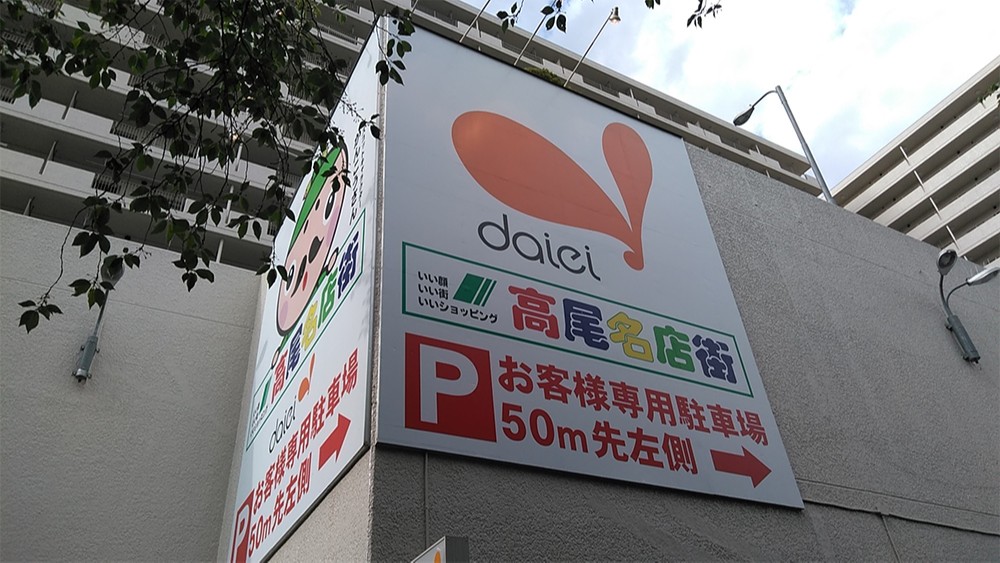 daiei
いい顔
いい街
いいショッピング
高尾名店街
P
お客様専用駐車場
50m先左側
高尾名店街
daiei
P
お客様専用駐車場
50m先左側